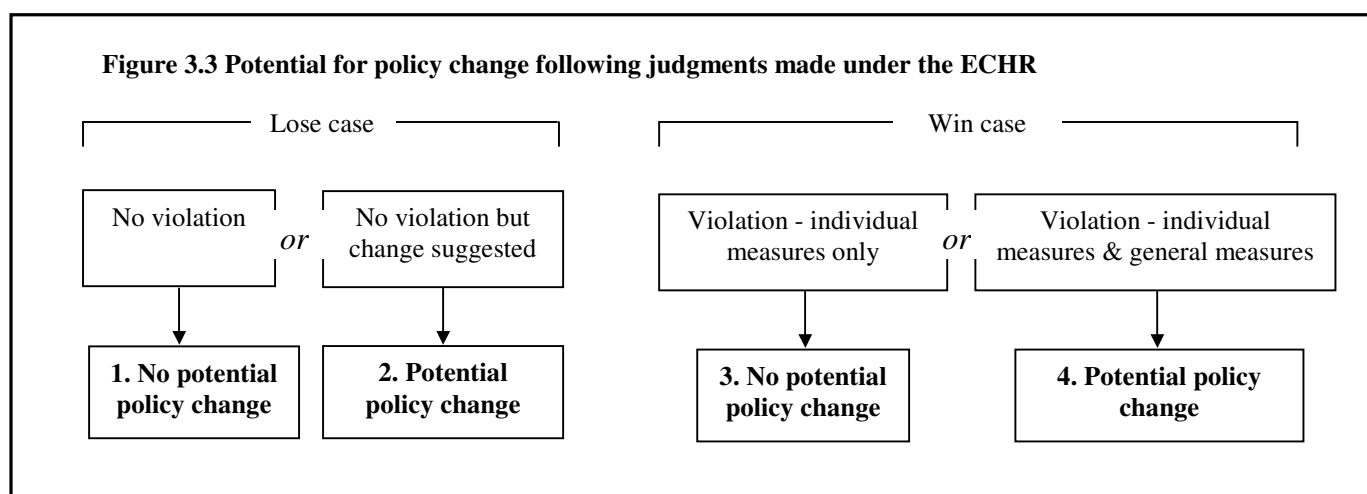 Figure 3.3 Potential for policy change following judgments made under the ECHR
Lose case
Win case
No violation
or
No violation but
change suggested
Violation - individual
measures only
or
Violation - individual
measures & general measures
1. No potential
policy change
2. Potential
policy change
3. No potential
policy change
4. Potential policy
change